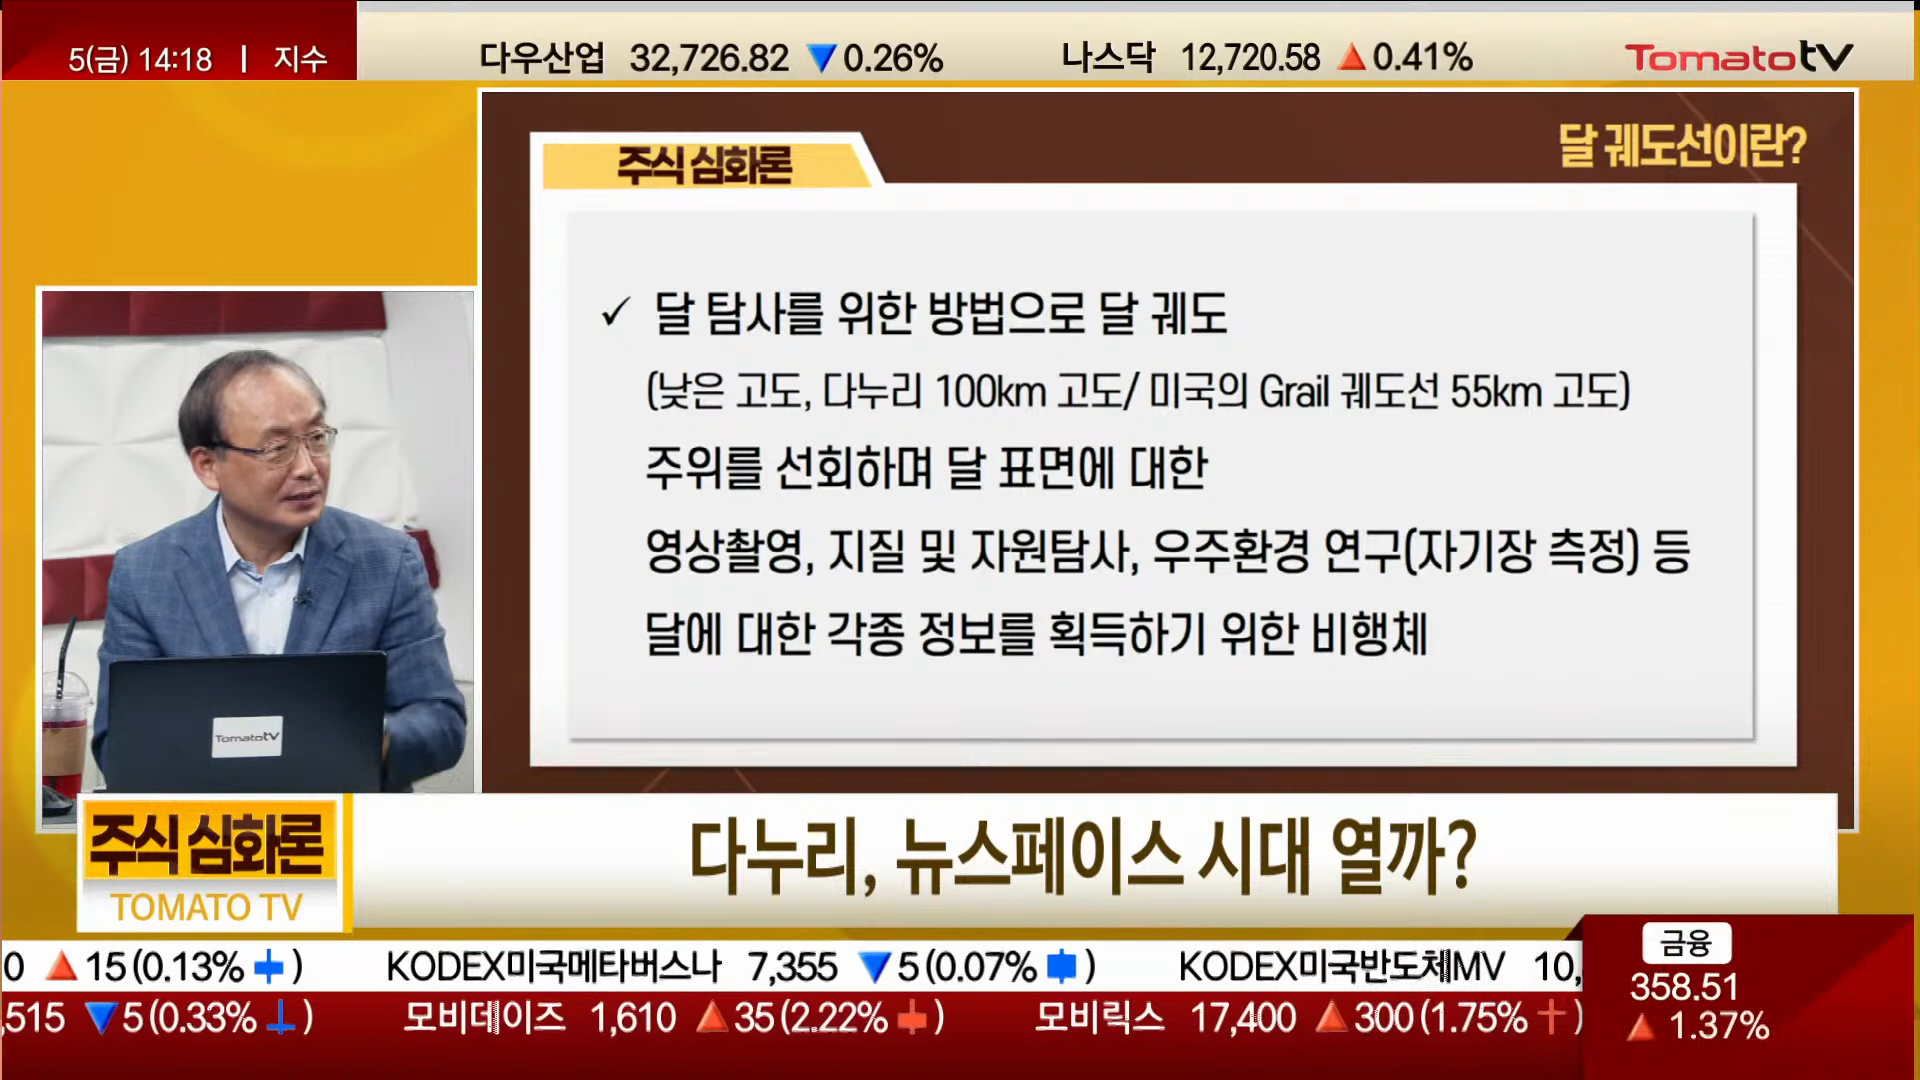 5(금) 14:18 | 지수
다우산업 32,726.82 ▼0.26%
나스닥 12,720.58 ▲0.41%
Tomatotv
달 궤도선이란?
주식 심화론
✓ 달 탐사를 위한 방법으로 달 궤도
(낮은 고도, 다누리 100km 고도/ 미국의 Grail 궤도선 55km 고도)
주위를 선회하며 달 표면에 대한
영상촬영, 지질 및 자원탐사, 우주환경 연구(자기장 측정) 등
달에 대한 각종 정보를 획득하기 위한 비행체
Tomatotv
주식 심화론
TOMATO TV
다누리, 뉴스페이스 시대 열까?
0 ▲15(0.13% ) KODEX미국메타버스나 7,355 ▼5(0.07% ) KODEX미국반도체MV 10,
,515 ▼5(0.33% ) 모비데이즈 1,610 ▲35(2.22% ) 모비릭스 17,400 ▲300(1.75% )
금융
358.51
▲ 1.37%